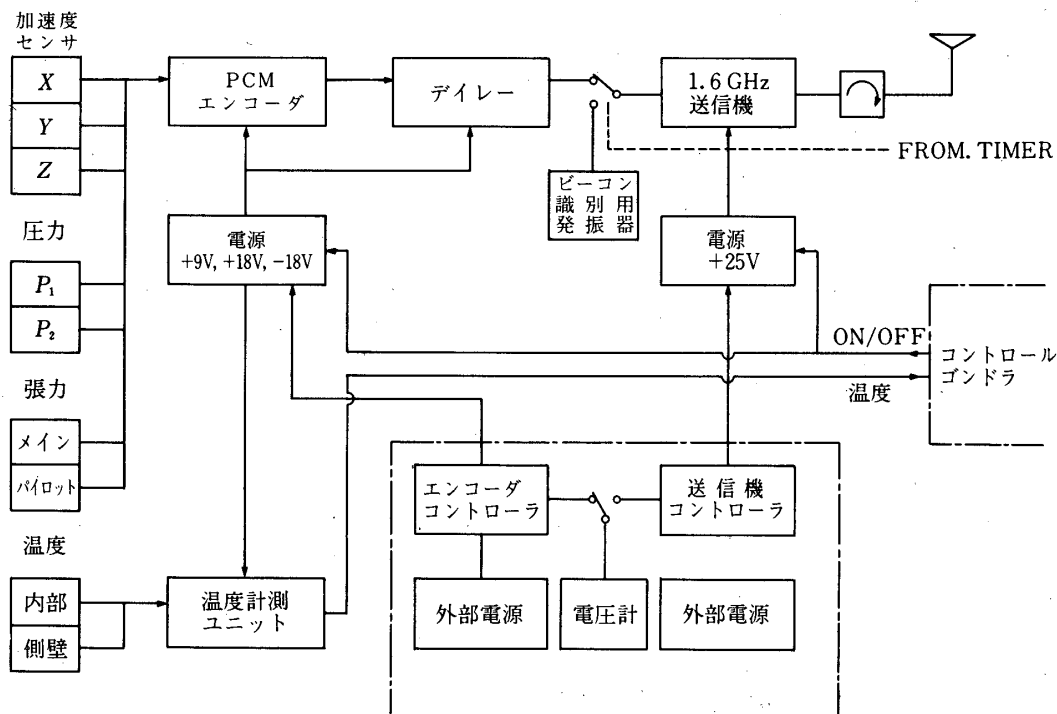 加速度
センサ
X
Y
Z
圧力
P₁
P₂
張力
メイン
パイロット
温度
内部
側壁
PCM
エンコーダ
デイレー
1.6 GHz
送信機
FROM. TIMER
ビーコン
識別用
発振器
電源
+9V, +18V, −18V
電源
+25V
ON/OFF
コントロール
ゴンドラ
温度
エンコーダ
コントローラ
送信機
コントローラ
温度計測
ユニット
外部電源
電圧計
外部電源